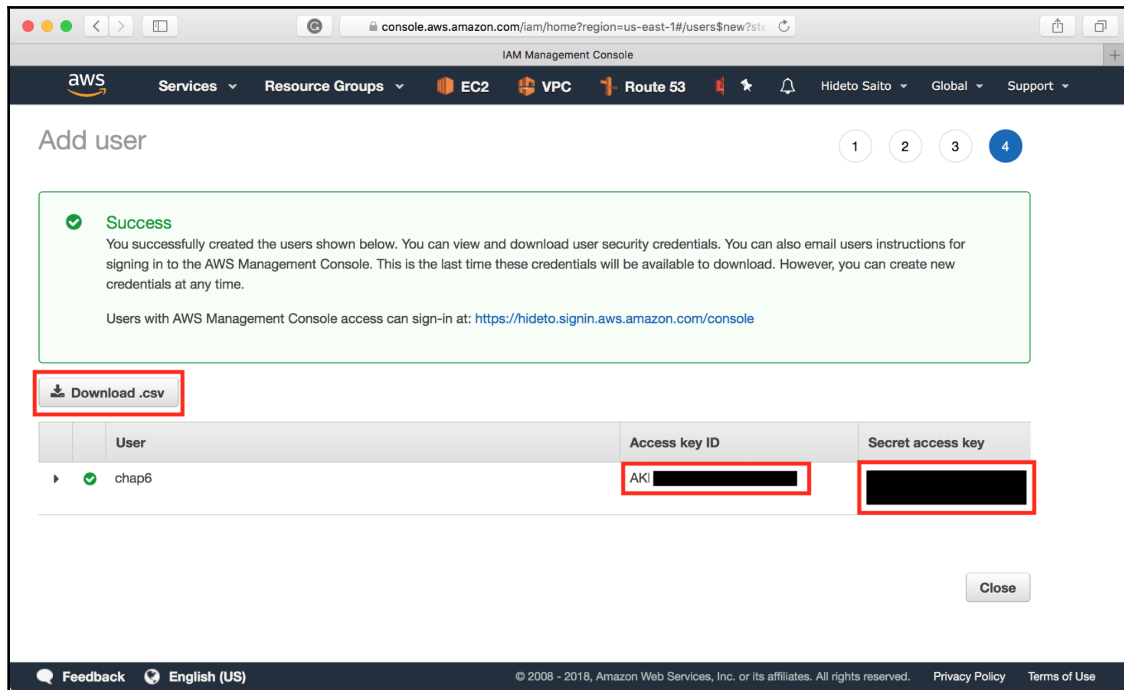 console.aws.amazon.com/iam/home?region=us-east-1#/users$new?ste
IAM Management Console
+
aws Services Resource Groups EC2 VPC Route 53 Hideto Saito Global Support
Add user
1 2 3 4
Success
You successfully created the users shown below. You can view and download user security credentials. You can also email users instructions for
signing in to the AWS Management Console. This is the last time these credentials will be available to download. However, you can create new
credentials at any time.
Users with AWS Management Console access can sign-in at: https://hideto.signin.aws.amazon.com/console
Download .csv
User Access key ID Secret access key
chap6 AKI
Close
Feedback English (US) © 2008 - 2018, Amazon Web Services, Inc. or its affiliates. All rights reserved. Privacy Policy Terms of Use